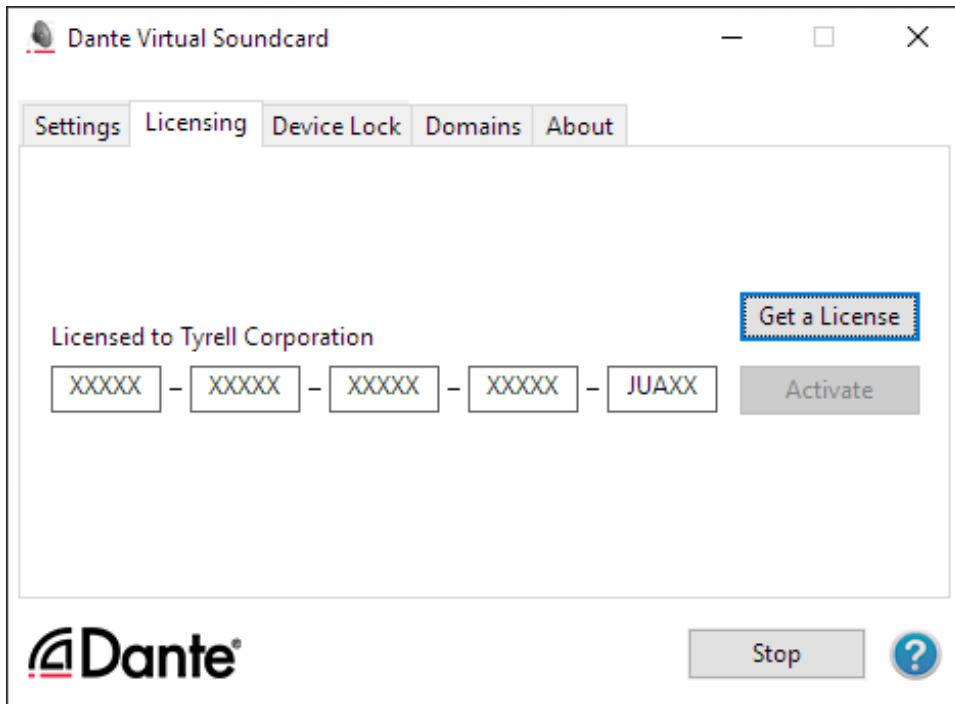 Dante Virtual Soundcard
Settings Licensing Device Lock Domains About
Get a License
Licensed to Tyrell Corporation
XXXXX – XXXXX – XXXXX – XXXXX – JUAXX
Activate
Dante®
Stop
?